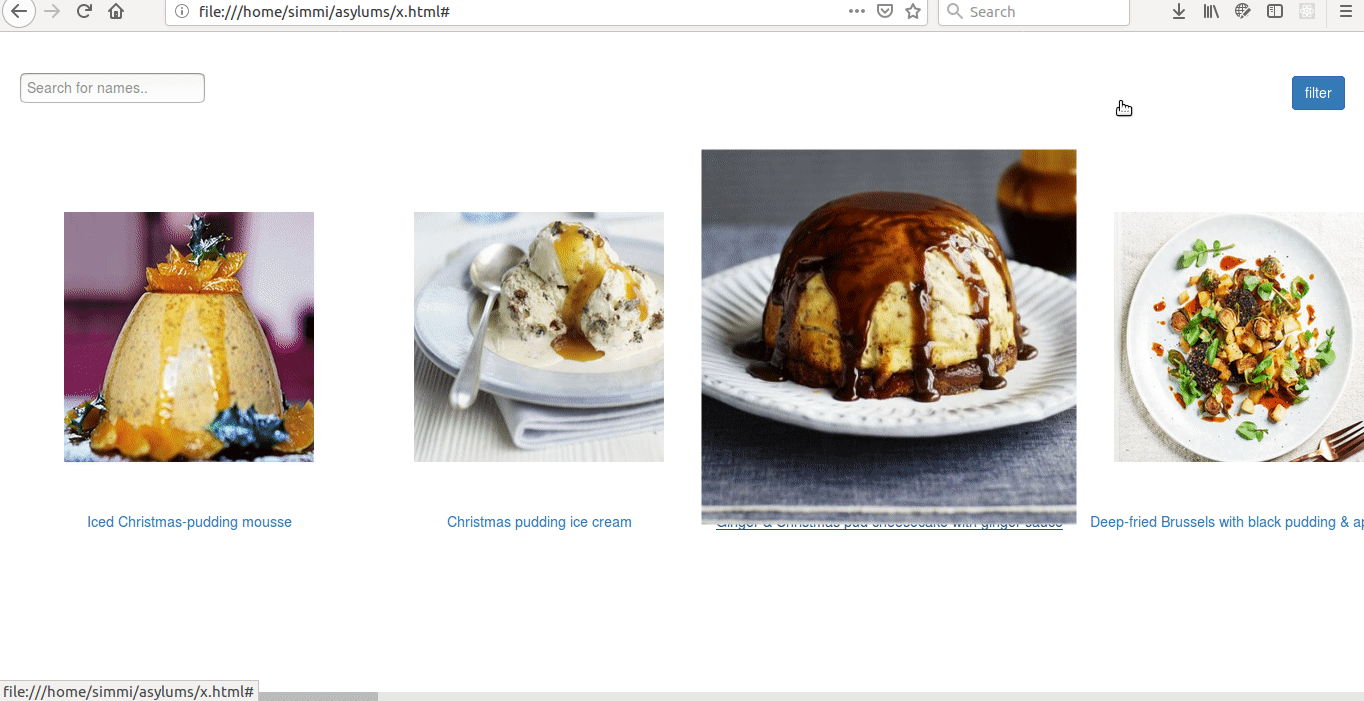 file:///home/simmi/asylums/x.html#
Search
Search for names..
filter
Iced Christmas-pudding mousse
Christmas pudding ice cream
Ginger & Christmas pud cheesecake with ginger sauce
Deep-fried Brussels with black pudding & ap
file:///home/simmi/asylums/x.html#